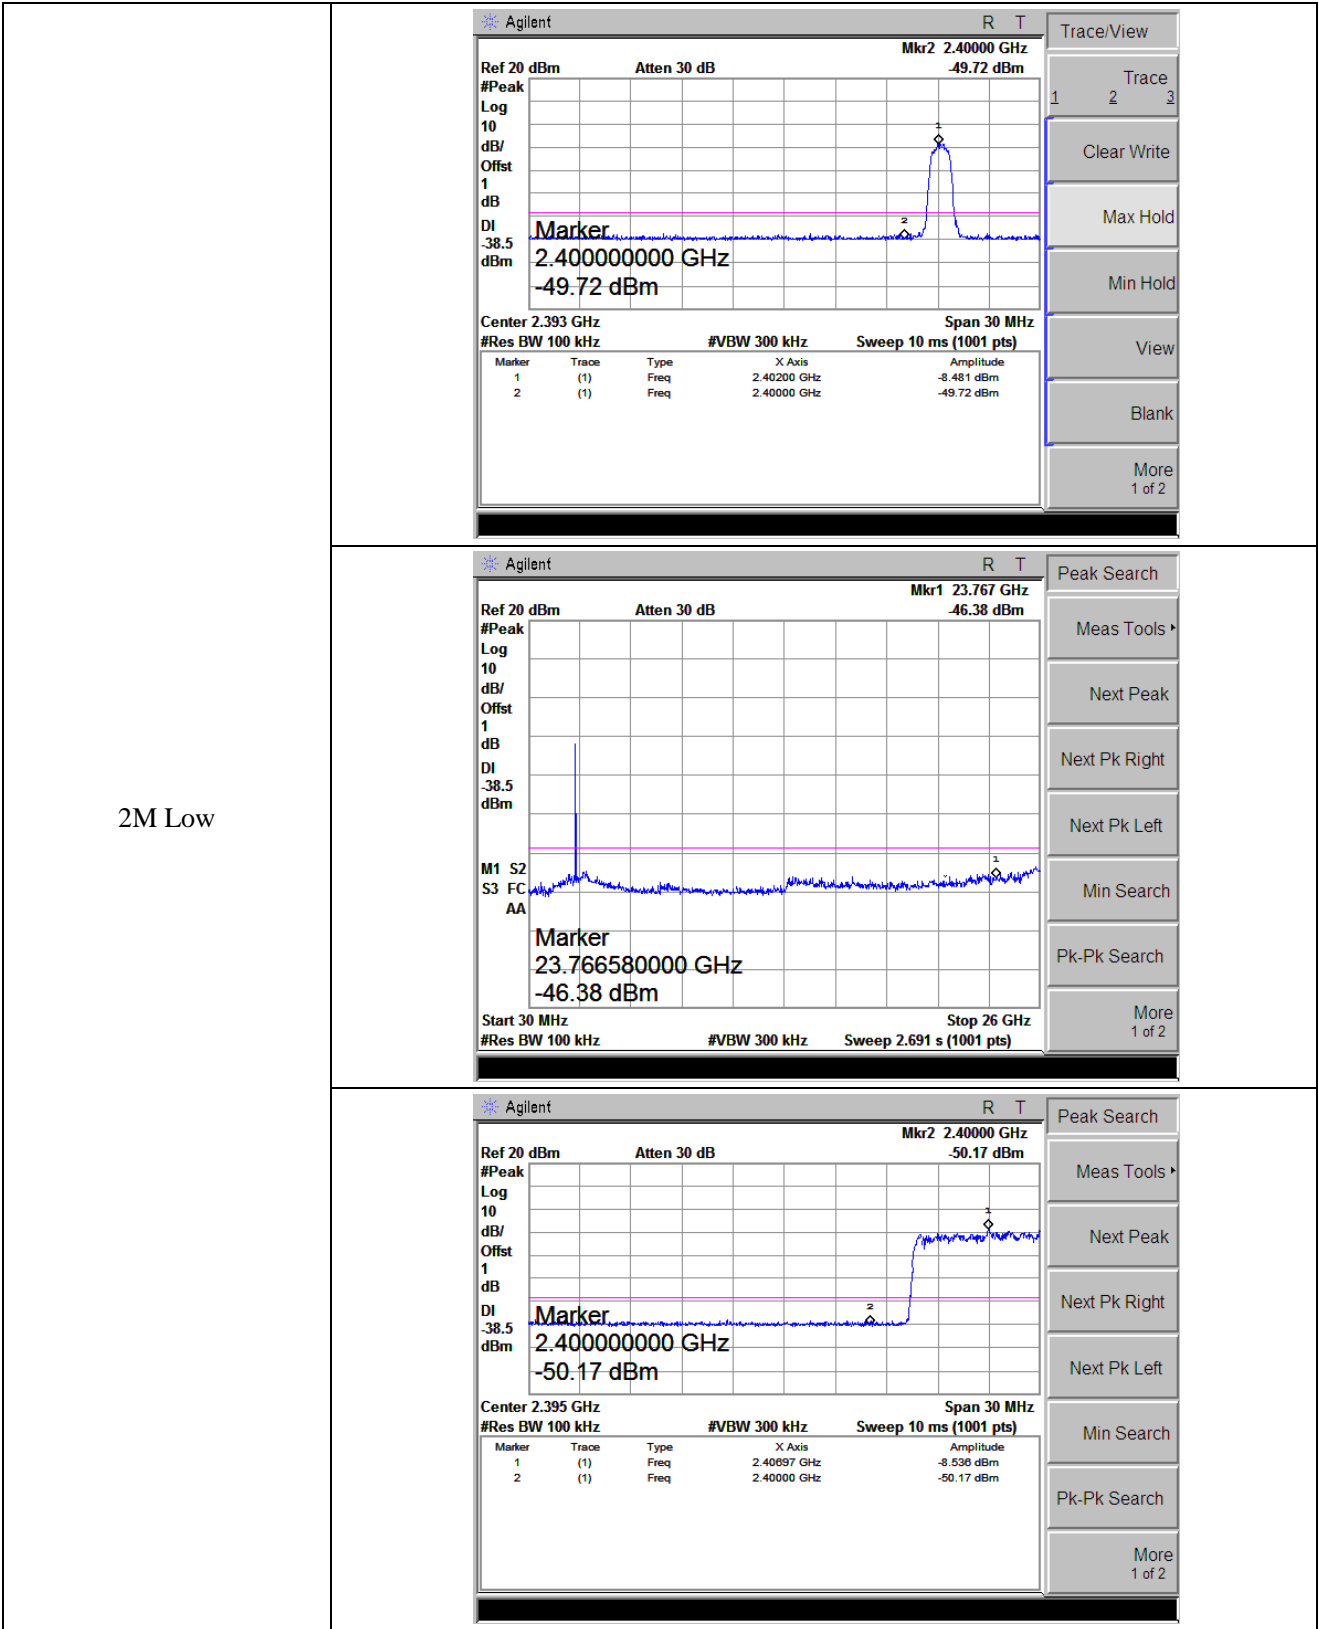 2M Low
Agilent R T
Mkr2 2.40000 GHz
Ref 20 dBm Atten 30 dB -49.72 dBm
#Peak
Log
10
dB/
Offst
1
dB
DI
-38.5
dBm
1
2
Marker
2.400000000 GHz
-49.72 dBm
Center 2.393 GHz Span 30 MHz
#Res BW 100 kHz #VBW 300 kHz Sweep 10 ms (1001 pts)
Marker Trace Type X Axis Amplitude
1 (1) Freq 2.40200 GHz -8.481 dBm
2 (1) Freq 2.40000 GHz -49.72 dBm
Trace/View
Trace
1 2 3
Clear Write
Max Hold
Min Hold
View
Blank
More
1 of 2
Agilent R T
Mkr1 23.767 GHz
Ref 20 dBm Atten 30 dB -46.38 dBm
#Peak
Log
10
dB/
Offst
1
dB
DI
-38.5
dBm
M1 S2
S3 FC
AA
1
Marker
23.766580000 GHz
-46.38 dBm
Start 30 MHz Stop 26 GHz
#Res BW 100 kHz #VBW 300 kHz Sweep 2.691 s (1001 pts)
Peak Search
Meas Tools
Next Peak
Next Pk Right
Next Pk Left
Min Search
Pk-Pk Search
More
1 of 2
Agilent R T
Mkr2 2.40000 GHz
Ref 20 dBm Atten 30 dB -50.17 dBm
#Peak
Log
10
dB/
Offst
1
dB
DI
-38.5
dBm
1
2
Marker
2.400000000 GHz
-50.17 dBm
Center 2.395 GHz Span 30 MHz
#Res BW 100 kHz #VBW 300 kHz Sweep 10 ms (1001 pts)
Marker Trace Type X Axis Amplitude
1 (1) Freq 2.40697 GHz -8.536 dBm
2 (1) Freq 2.40000 GHz -50.17 dBm
Peak Search
Meas Tools
Next Peak
Next Pk Right
Next Pk Left
Min Search
Pk-Pk Search
More
1 of 2